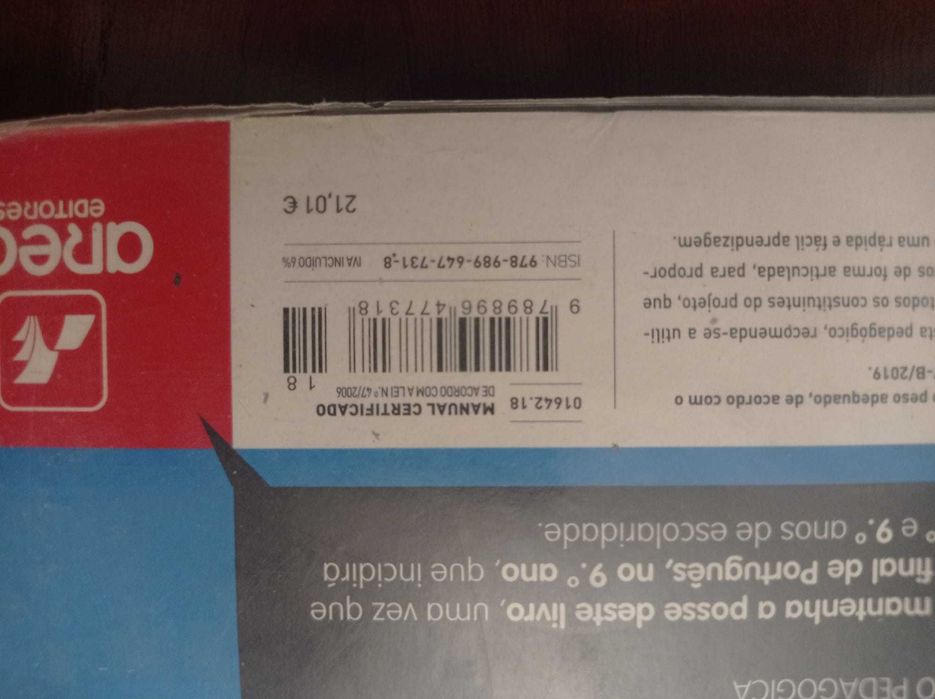 PEDAGÓGICA
mantenha a posse deste livro, uma vez que
final de Português, no 9.º ano, que incidirá
º e 9.º anos de escolaridade.
peso adequado, de acordo com o
-B/2019.
pedagógico, recomenda-se a utili-
todos os constituintes do projeto, que
os de forma articulada, para propor-
uma rápida e fácil aprendizagem.
01642.18
MANUAL CERTIFICADO
DE ACORDO COM A LEI N.º 47/2006
18
9 789896 477318
ISBN: 978-989-647-731-8 IVA INCLUÍDO 6%
21,01 €
areal
EDITORES